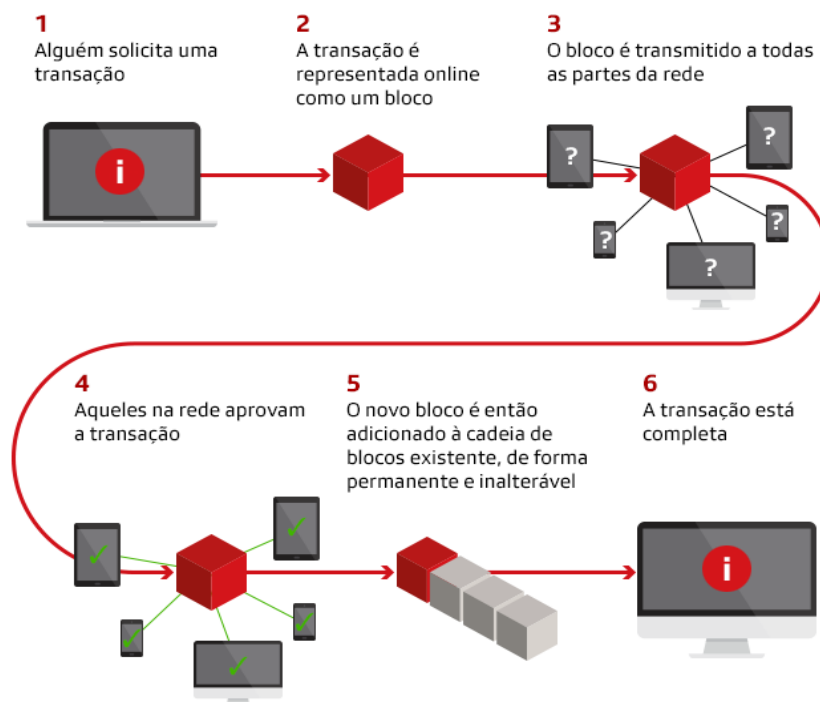 1
Alguém solicita uma
transação
2
A transação é
representada online
como um bloco
3
O bloco é transmitido a todas
as partes da rede
i
?
?
?
?
?
4
Aqueles na rede aprovam
a transação
5
O novo bloco é então
adicionado à cadeia de
blocos existente, de forma
permanente e inalterável
6
A transação está
completa
i